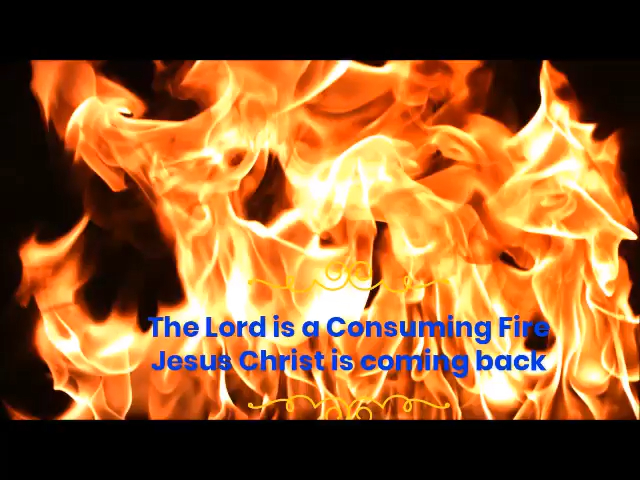 The Lord is a Consuming Fire
Jesus Christ is coming back